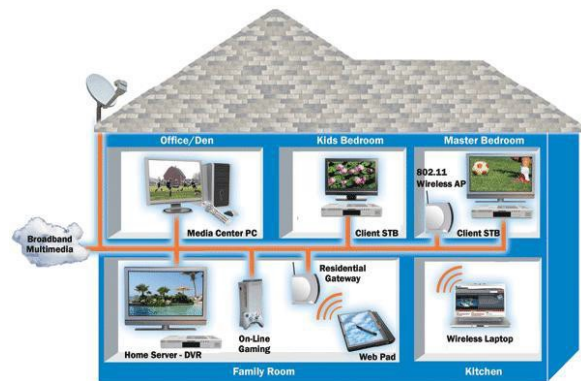 Office/Den
Kids Bedroom
Master Bedroom
802.11
Wireless AP
Media Center PC
Client STB
Client STB
Broadband
Multimedia
Residential
Gateway
On-Line
Gaming
Home Server - DVR
Web Pad
Wireless Laptop
Family Room
Kitchen